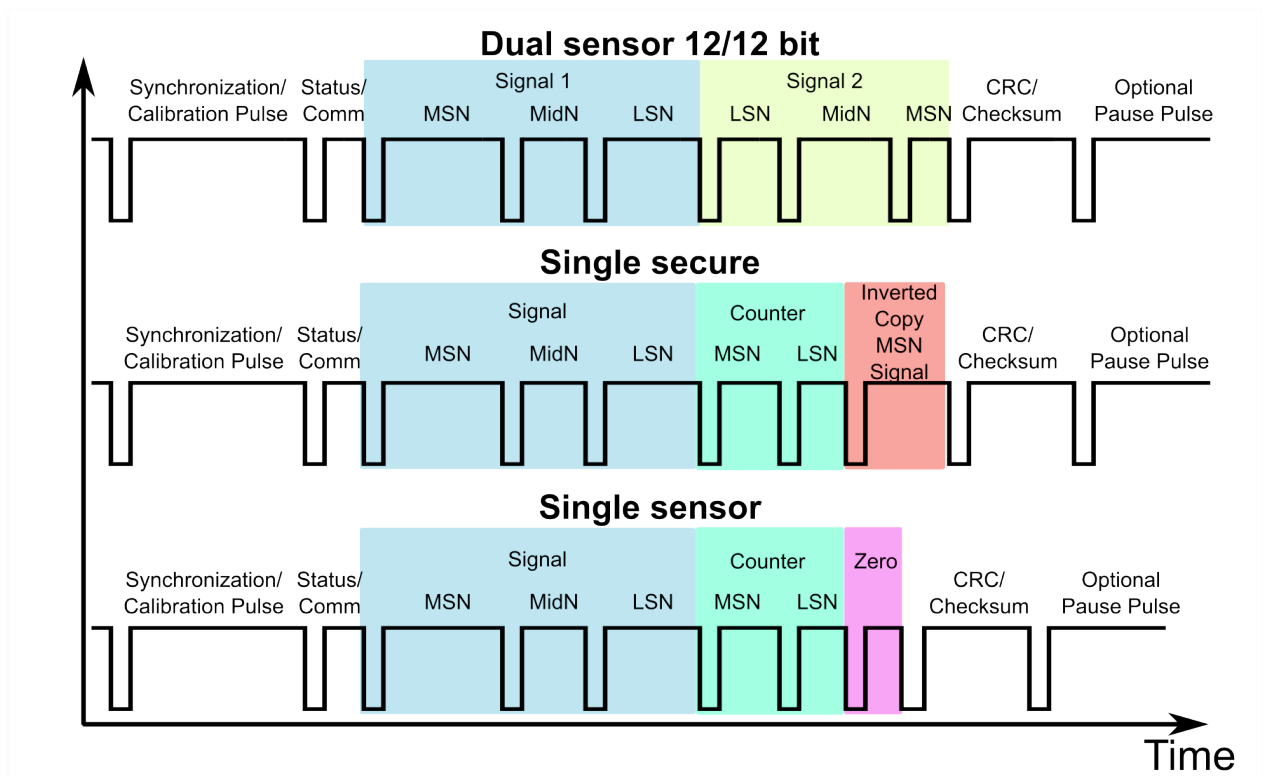 Dual sensor 12/12 bit
Synchronization/
Calibration Pulse
Status/
Comm
Signal 1
MSN MidN LSN
Signal 2
LSN MidN MSN
CRC/
Checksum
Optional
Pause Pulse
Single secure
Synchronization/
Calibration Pulse
Status/
Comm
Signal
MSN MidN LSN
Counter
MSN LSN
Inverted
Copy
MSN
Signal
CRC/
Checksum
Optional
Pause Pulse
Single sensor
Synchronization/
Calibration Pulse
Status/
Comm
Signal
MSN MidN LSN
Counter
MSN LSN
Zero
CRC/
Checksum
Optional
Pause Pulse
Time